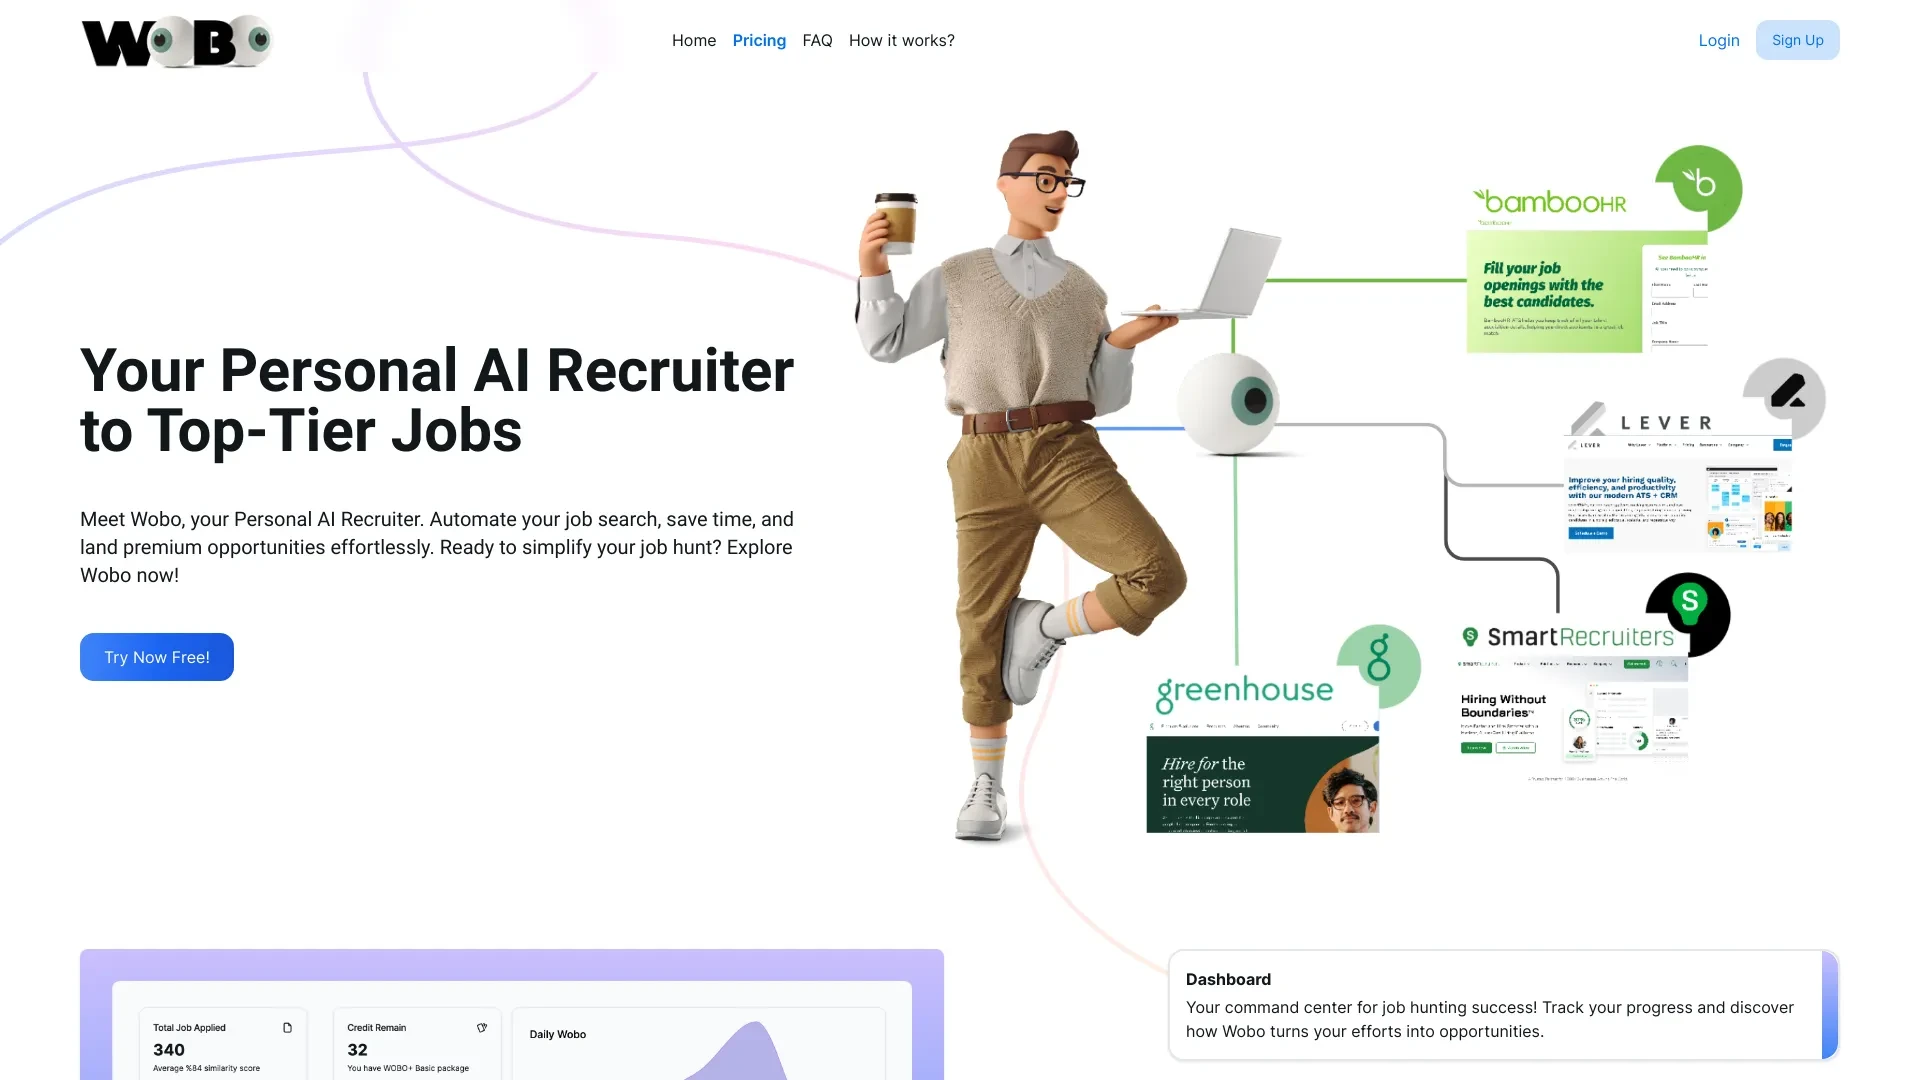 WOBO
Home Pricing FAQ How it works?
Login Sign Up
Your Personal AI Recruiter
to Top-Tier Jobs
Meet Wobo, your Personal AI Recruiter. Automate your job search, save time, and
land premium opportunities effortlessly. Ready to simplify your job hunt? Explore
Wobo now!
Try Now Free!
b
bambooHR
Fill your job
openings with the
best candidates.
LEVER
LEVER
Improve your hiring quality,
efficiency, and productivity
with our modern ATS + CRM
S
SmartRecruiters
Hiring Without
Boundaries™
g
greenhouse
Hire for the
right person
in every role
Total Job Applied
340
Average %84 similarity score
Credit Remain
32
You have WOBO+ Basic package
Daily Wobo
Dashboard
Your command center for job hunting success! Track your progress and discover
how Wobo turns your efforts into opportunities.